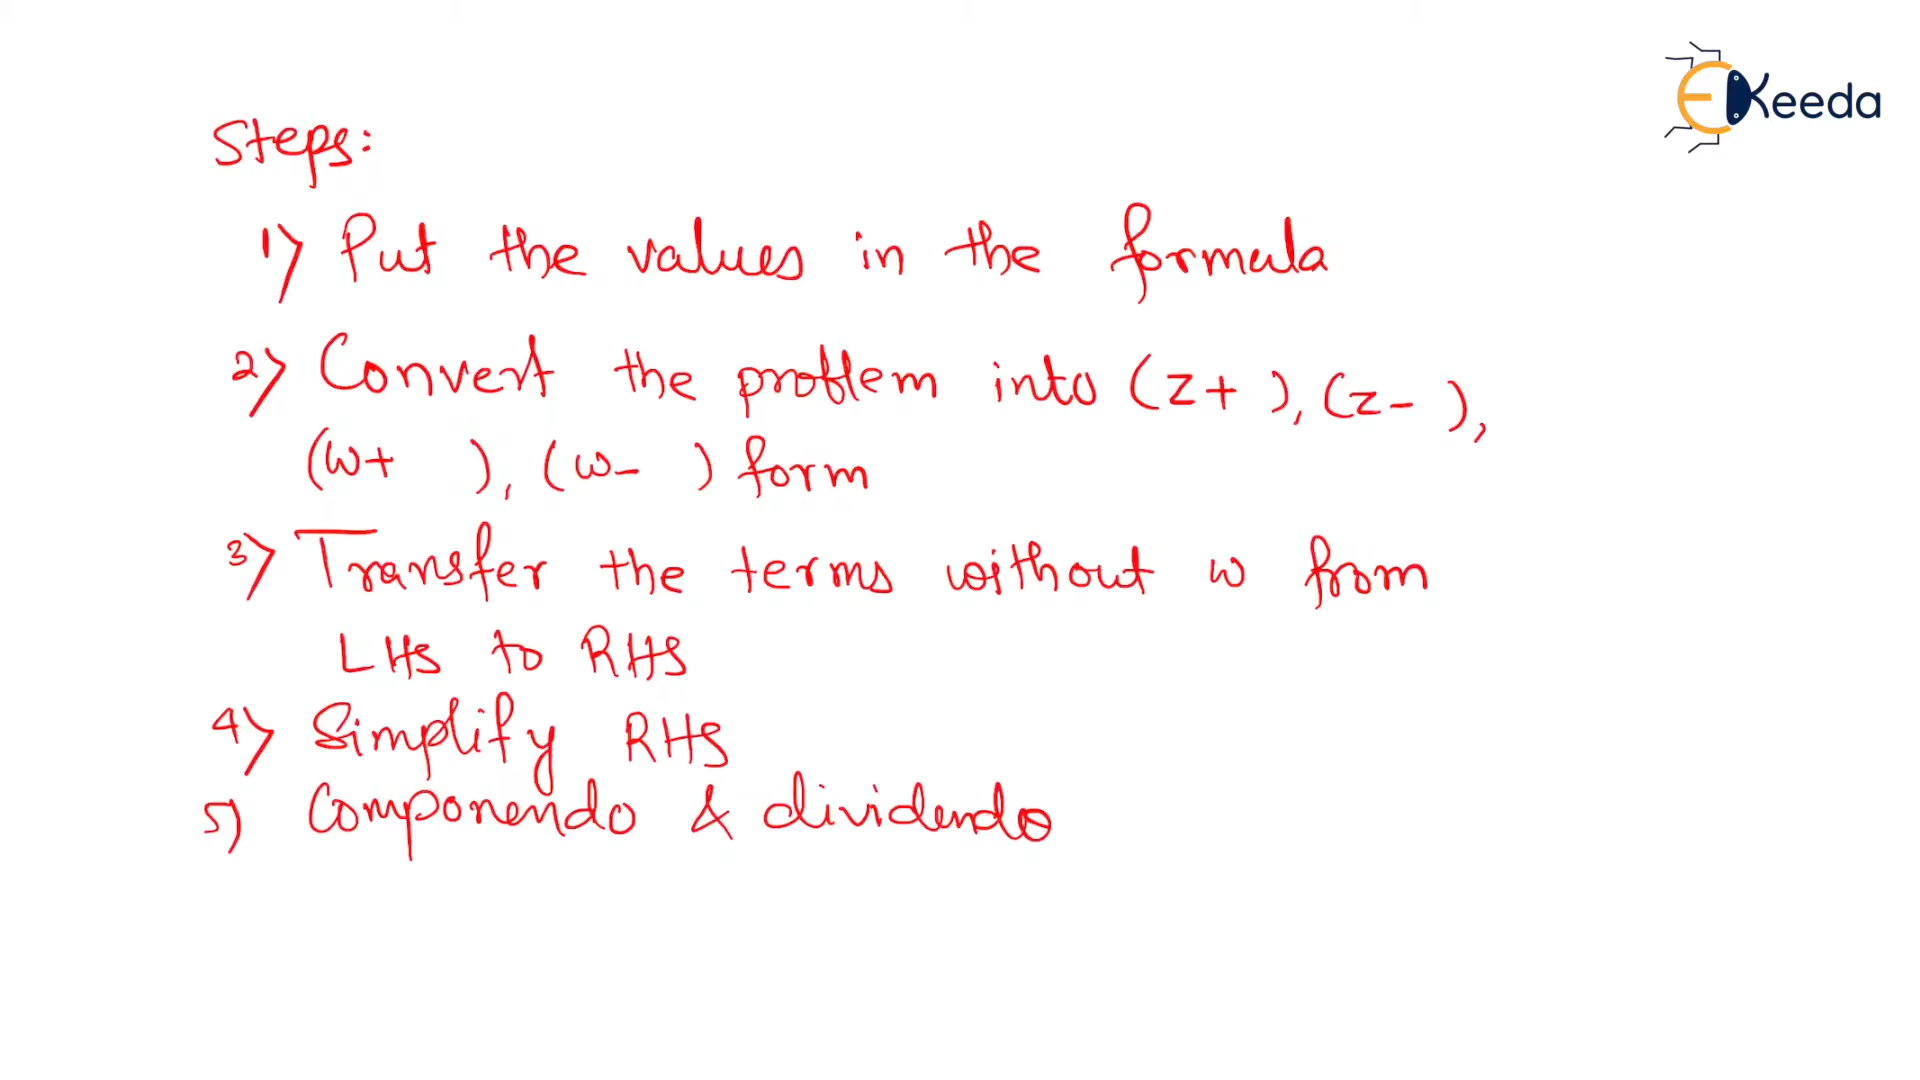 EKeeda
Steps:
1) Put the values in the formula
2) Convert the problem into (z+ ), (z- ),
(w+ ), (w- ) form
3) Transfer the terms without w from
LHS to RHS
4) Simplify RHS
5) Componendo & dividendo